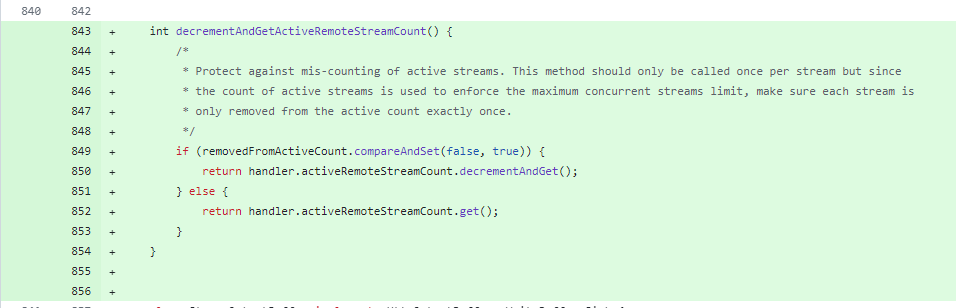 840 842
843 + int decrementAndGetActiveRemoteStreamCount() {
844 + /*
845 + * Protect against mis-counting of active streams. This method should only be called once per stream but since
846 + * the count of active streams is used to enforce the maximum concurrent streams limit, make sure each stream is
847 + * only removed from the active count exactly once.
848 + */
849 + if (removedFromActiveCount.compareAndSet(false, true)) {
850 + return handler.activeRemoteStreamCount.decrementAndGet();
851 + } else {
852 + return handler.activeRemoteStreamCount.get();
853 + }
854 + }
855 +
856 +